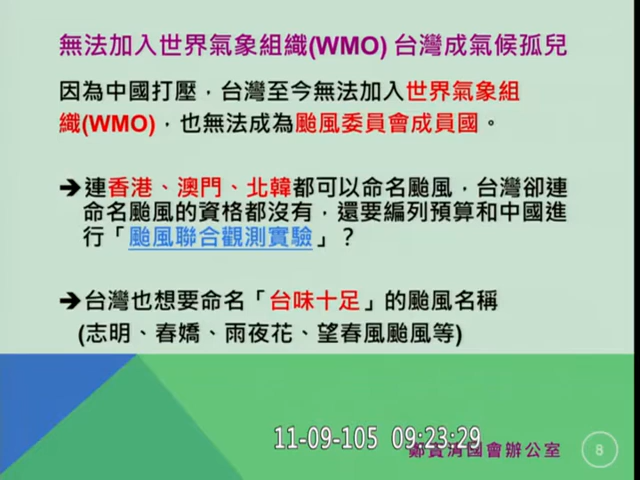 無法加入世界氣象組織(WMO) 台灣成氣候孤兒
因為中國打壓，台灣至今無法加入世界氣象組
織(WMO)，也無法成為颱風委員會成員國。
➔連香港、澳門、北韓都可以命名颱風，台灣卻連
命名颱風的資格都沒有，還要編列預算和中國進
行「颱風聯合觀測實驗」？
➔台灣也想要命名「台味十足」的颱風名稱
(志明、春嬌、雨夜花、望春風颱風等)
11-09-105 09:23:29
國會辦公室
8